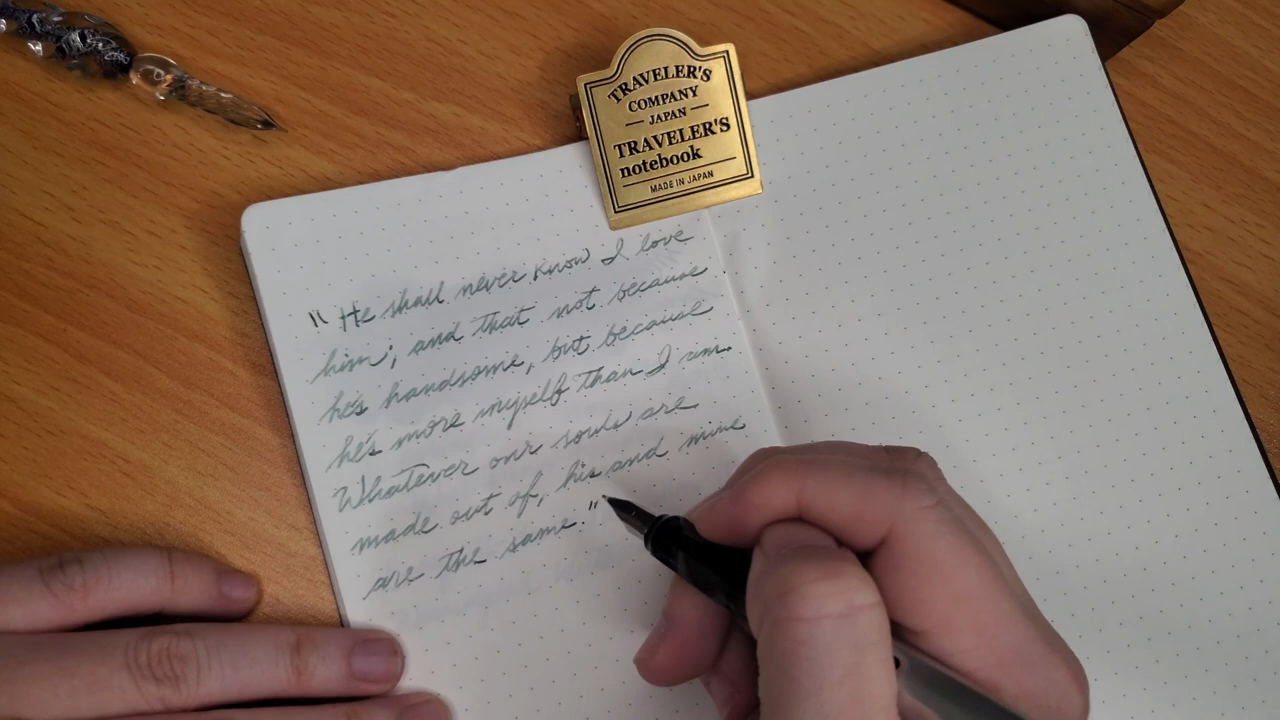 TRAVELER'S
COMPANY
JAPAN
TRAVELER'S
notebook
MADE IN JAPAN
"He shall never know I love
him; and that not because
he's handsome, but because
he's more myself than I am.
Whatever our souls are
made out of, his and mine
are the same."